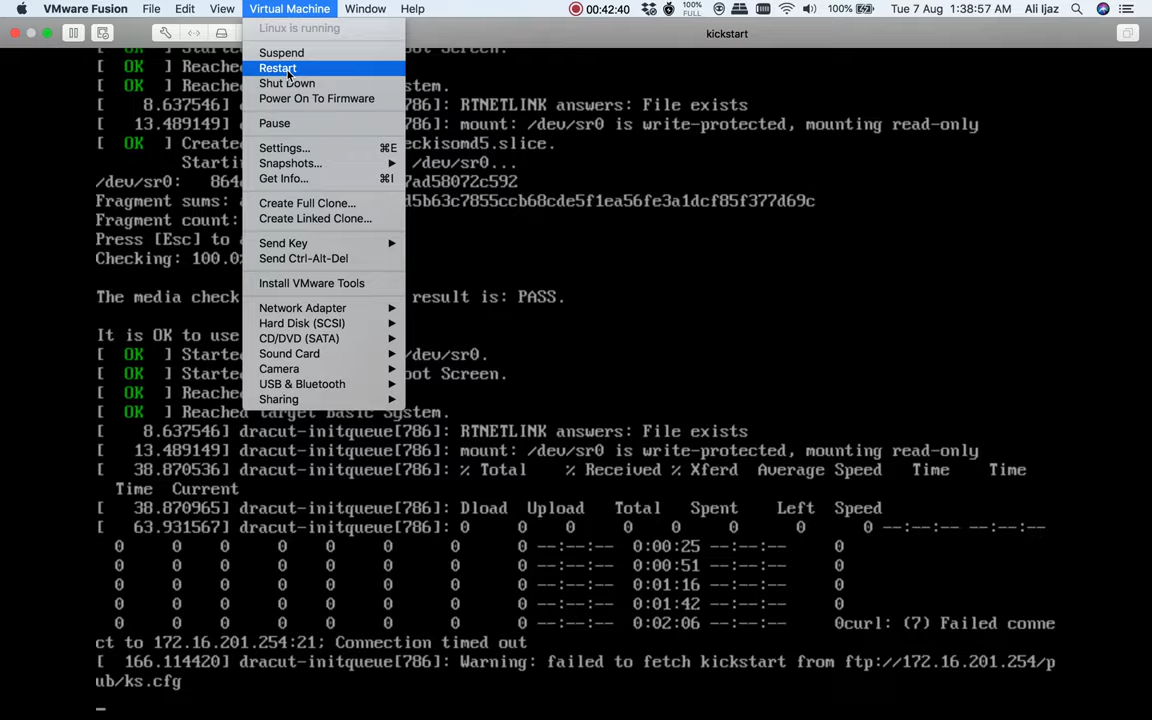 VMware Fusion File Edit View Virtual Machine Window Help 00:42:40 100% FULL 100% Tue 7 Aug 1:38:57 AM Ali Ijaz
kickstart
Linux is running
Suspend
Restart
Shut Down
Power On To Firmware
Pause
Settings... ⌘E
Snapshots...
Get Info... ⌘I
Create Full Clone...
Create Linked Clone...
Send Key
Send Ctrl-Alt-Del
Install VMware Tools
Network Adapter
Hard Disk (SCSI)
CD/DVD (SATA)
Sound Card
Camera
USB & Bluetooth
Sharing
[ OK ] Started oot Screen.
[ OK ] Reache
[ OK ] Reache stem.
[ 8.637546] d 786]: RTNETLINK answers: File exists
[ 13.489149] d 786]: mount: /dev/sr0 is write-protected, mounting read-only
[ OK ] Create eckisomd5.slice.
Starti /dev/sr0...
/dev/sr0: 864 7ad58072c592
Fragment sums: d5b63c7855ccb68cde5f1ea56fe3a1dcf85f377d69c
Fragment count:
Press [Esc] to
Checking: 100.0
The media check result is: PASS.
It is OK to use
[ OK ] Started /dev/sr0.
[ OK ] Started oot Screen.
[ OK ] Reache
[ OK ] Reached target Basic System.
[ 8.637546] dracut-initqueue[786]: RTNETLINK answers: File exists
[ 13.489149] dracut-initqueue[786]: mount: /dev/sr0 is write-protected, mounting read-only
[ 38.870536] dracut-initqueue[786]: % Total % Received % Xferd Average Speed Time Time
Time Current
[ 38.870965] dracut-initqueue[786]: Dload Upload Total Spent Left Speed
[ 63.931567] dracut-initqueue[786]: 0 0 0 0 0 0 0 0 --:--:-- --:--:--
0 0 0 0 0 0 0 --:--:-- 0:00:25 --:--:-- 0
0 0 0 0 0 0 0 --:--:-- 0:00:51 --:--:-- 0
0 0 0 0 0 0 0 --:--:-- 0:01:16 --:--:-- 0
0 0 0 0 0 0 0 --:--:-- 0:01:42 --:--:-- 0
0 0 0 0 0 0 0 --:--:-- 0:02:06 --:--:-- 0curl: (7) Failed conne
ct to 172.16.201.254:21; Connection timed out
[ 166.114420] dracut-initqueue[786]: Warning: failed to fetch kickstart from ftp://172.16.201.254/p
ub/ks.cfg